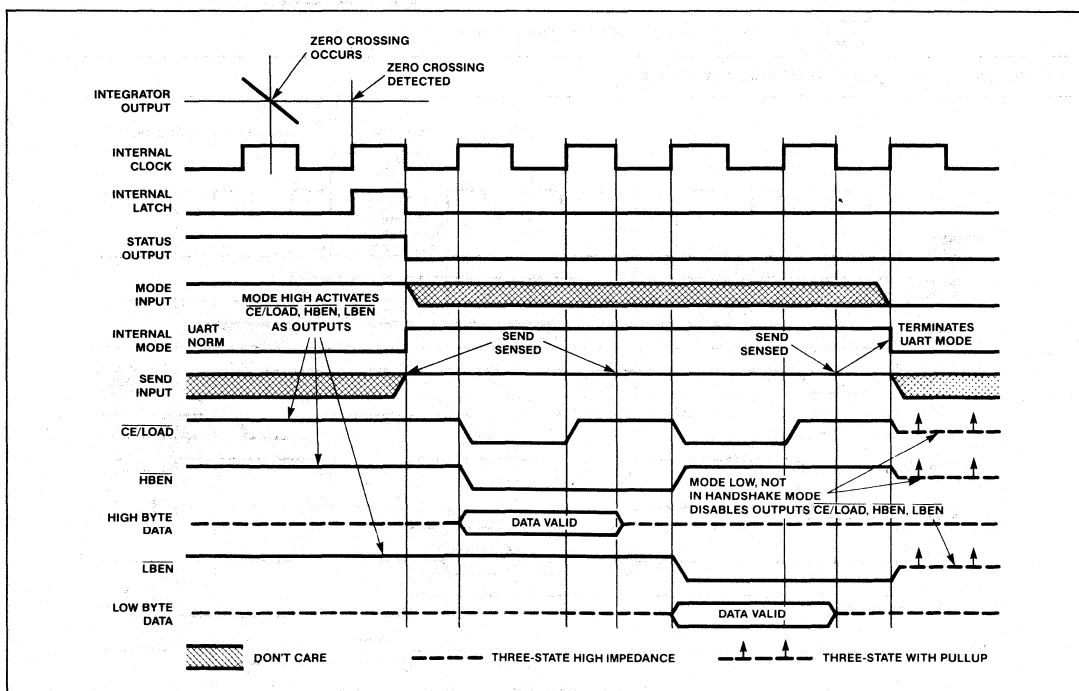 ZERO CROSSING
OCCURS
ZERO CROSSING
DETECTED
INTEGRATOR
OUTPUT
INTERNAL
CLOCK
INTERNAL
LATCH
STATUS
OUTPUT
MODE
INPUT
MODE HIGH ACTIVATES
CE/LOAD, HBEN, LBEN
AS OUTPUTS
INTERNAL
MODE
UART
NORM
SEND
SENSED
SEND
SENSED
TERMINATES
UART MODE
SEND
INPUT
CE/LOAD
HBEN
MODE LOW, NOT
IN HANDSHAKE MODE
DISABLES OUTPUTS CE/LOAD, HBEN, LBEN
HIGH BYTE
DATA
DATA VALID
LBEN
LOW BYTE
DATA
DATA VALID
DON'T CARE
THREE-STATE HIGH IMPEDANCE
THREE-STATE WITH PULLUP